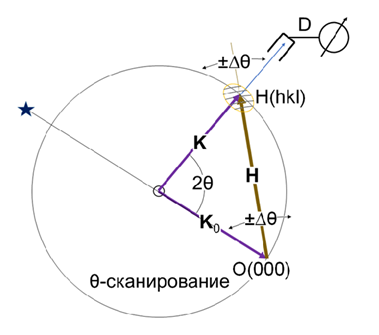 D
±Δθ
H(hkl)
K
2θ
H
K₀
±Δθ
O(000)
θ-сканирование